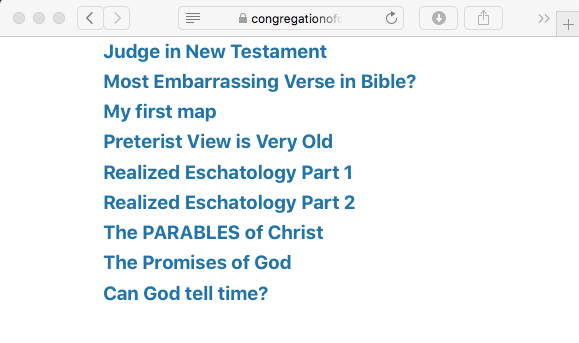 congregationof
Judge in New Testament
Most Embarrassing Verse in Bible?
My first map
Preterist View is Very Old
Realized Eschatology Part 1
Realized Eschatology Part 2
The PARABLES of Christ
The Promises of God
Can God tell time?